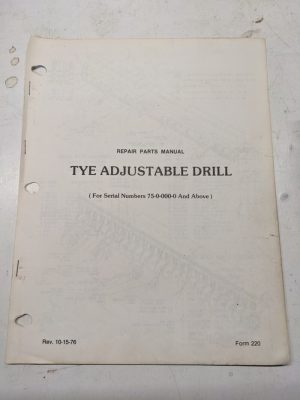 REPAIR PARTS MANUAL
TYE ADJUSTABLE DRILL
( For Serial Numbers 75-0-000-0 And Above )
Rev. 10-15-76
Form 220